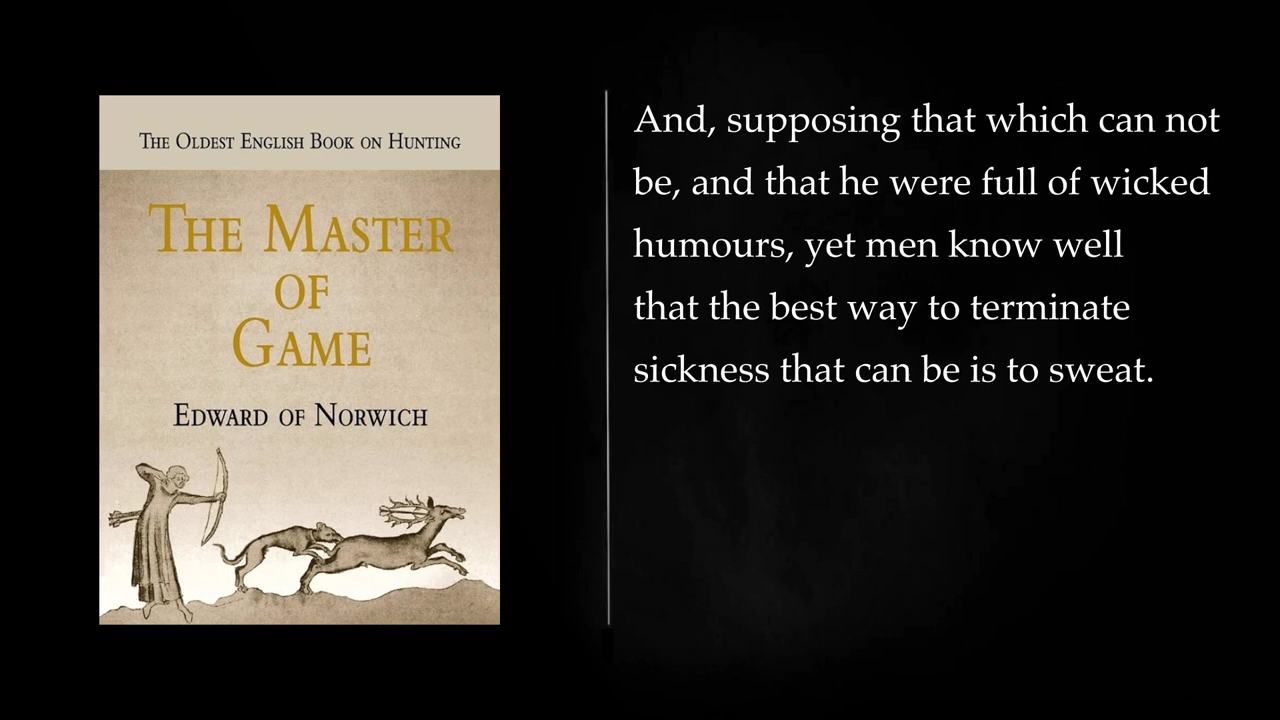 The Oldest English Book on Hunting
The Master
of
Game
Edward of Norwich
And, supposing that which can not
be, and that he were full of wicked
humours, yet men know well
that the best way to terminate
sickness that can be is to sweat.